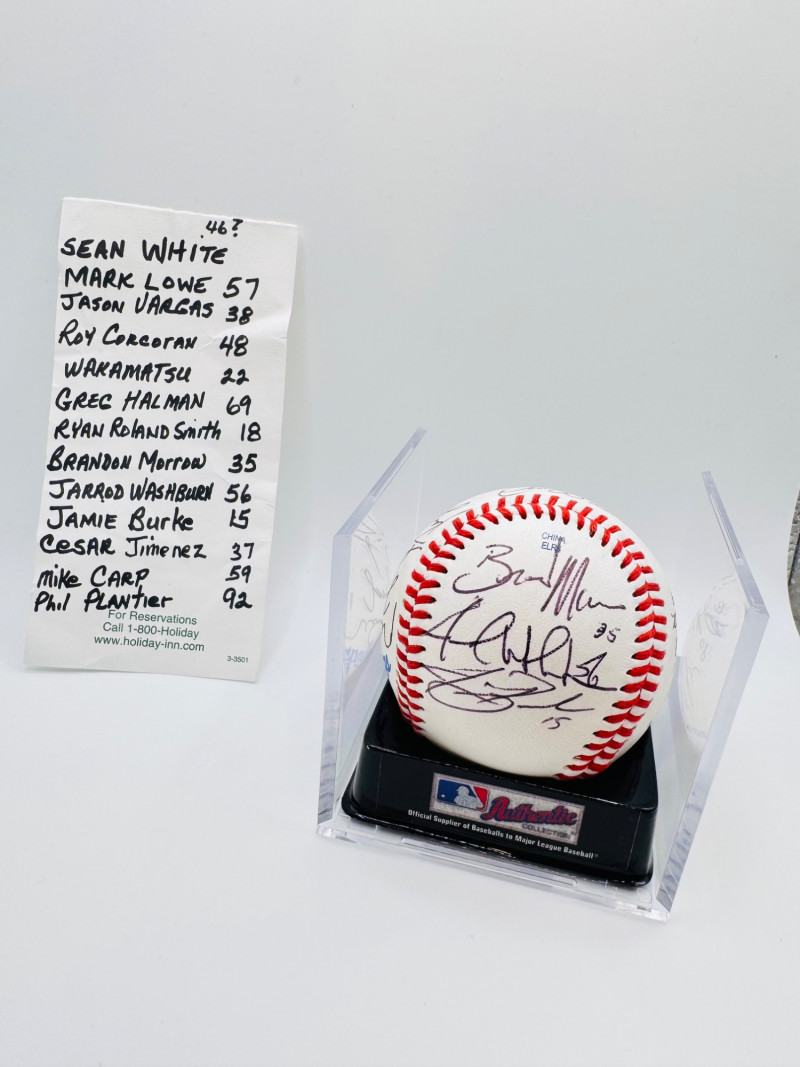 46?
SEAN WHITE
MARK LOWE 57
JASON VARGAS 38
Roy Corcoran 48
WAKAMATSU 22
GREG HALMAN 69
RYAN Roland Smith 18
BRANDON Morrow 35
JARROD WASHBURN 56
JAMIE Burke 15
CESAR Jimenez 37
Mike CARP 59
Phil PLANTier 92
For Reservations
Call 1-800-Holiday
www.holiday-inn.com
3-3501
CHINA
35
56
15
Authentic
COLLECTION
Official Supplier of Baseballs to Major League Baseball